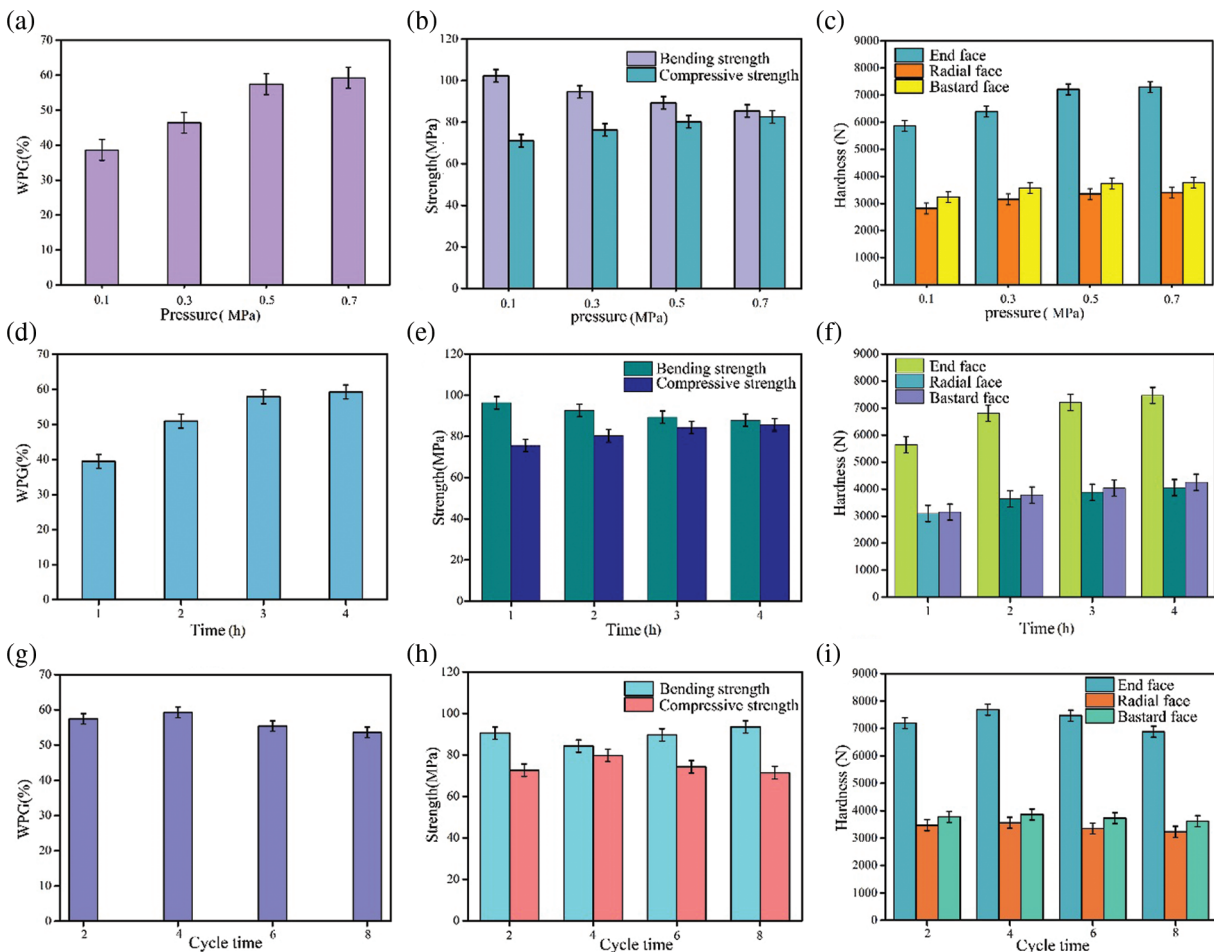 (a)
70
60
50
40
30
20
10
0
WPG(%)
0.1 0.3 0.5 0.7
Pressure( MPa)
(b)
120
100
80
60
40
20
0
Strength(MPa)
Bending strength
Compressive strength
0.1 0.3 0.5 0.7
pressure (MPa)
(c)
9000
8000
7000
6000
5000
4000
3000
2000
1000
0
Hardness (N)
End face
Radial face
Bastard face
0.1 0.3 0.5 0.7
pressure ( MPa)
(d)
70
60
50
40
30
20
10
0
WPG(%)
1 2 3 4
Time (h)
(e)
120
100
80
60
40
20
0
Strength(MPa)
Bending strength
Compressive strength
1 2 3 4
Time (h)
(f)
9000
8000
7000
6000
5000
4000
3000
2000
1000
0
Hardness (N)
End face
Radial face
Bastard face
1 2 3 4
Time (h)
(g)
70
60
50
40
30
20
10
0
WPG(%)
2 4 6 8
Cycle time
(h)
120
100
80
60
40
20
0
Strength(MPa)
Bending strength
Compressive strength
2 4 6 8
Cycle time
(i)
9000
8000
7000
6000
5000
4000
3000
2000
1000
0
Hardness (N)
End face
Radial face
Bastard face
2 4 6 8
Cycle time